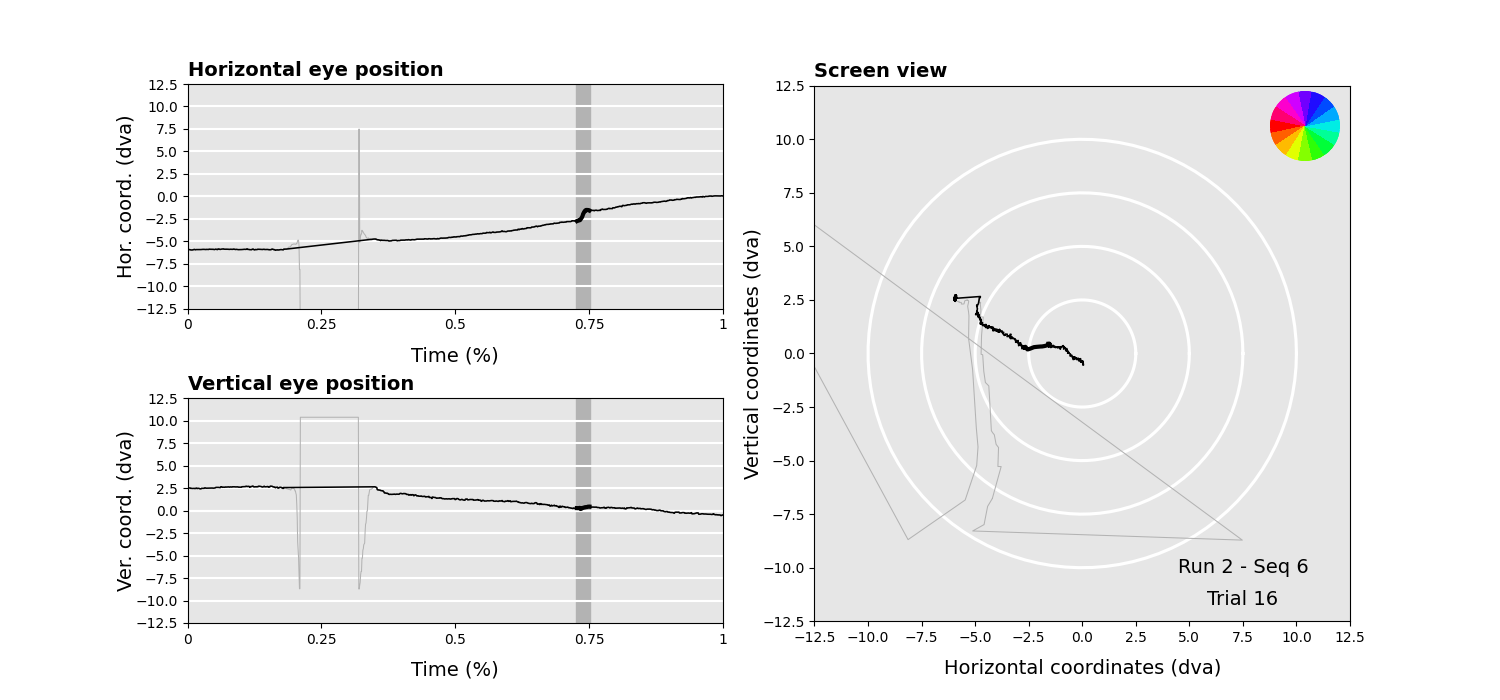 Horizontal eye position
Hor. coord. (dva)
12.5
10.0
7.5
5.0
2.5
0.0
−2.5
−5.0
−7.5
−10.0
−12.5
0 0.25 0.5 0.75 1
Time (%)
Vertical eye position
Ver. coord. (dva)
12.5
10.0
7.5
5.0
2.5
0.0
−2.5
−5.0
−7.5
−10.0
−12.5
0 0.25 0.5 0.75 1
Time (%)
Screen view
Vertical coordinates (dva)
12.5
10.0
7.5
5.0
2.5
0.0
−2.5
−5.0
−7.5
−10.0
−12.5
Run 2 - Seq 6
Trial 16
−12.5 −10.0 −7.5 −5.0 −2.5 0.0 2.5 5.0 7.5 10.0 12.5
Horizontal coordinates (dva)